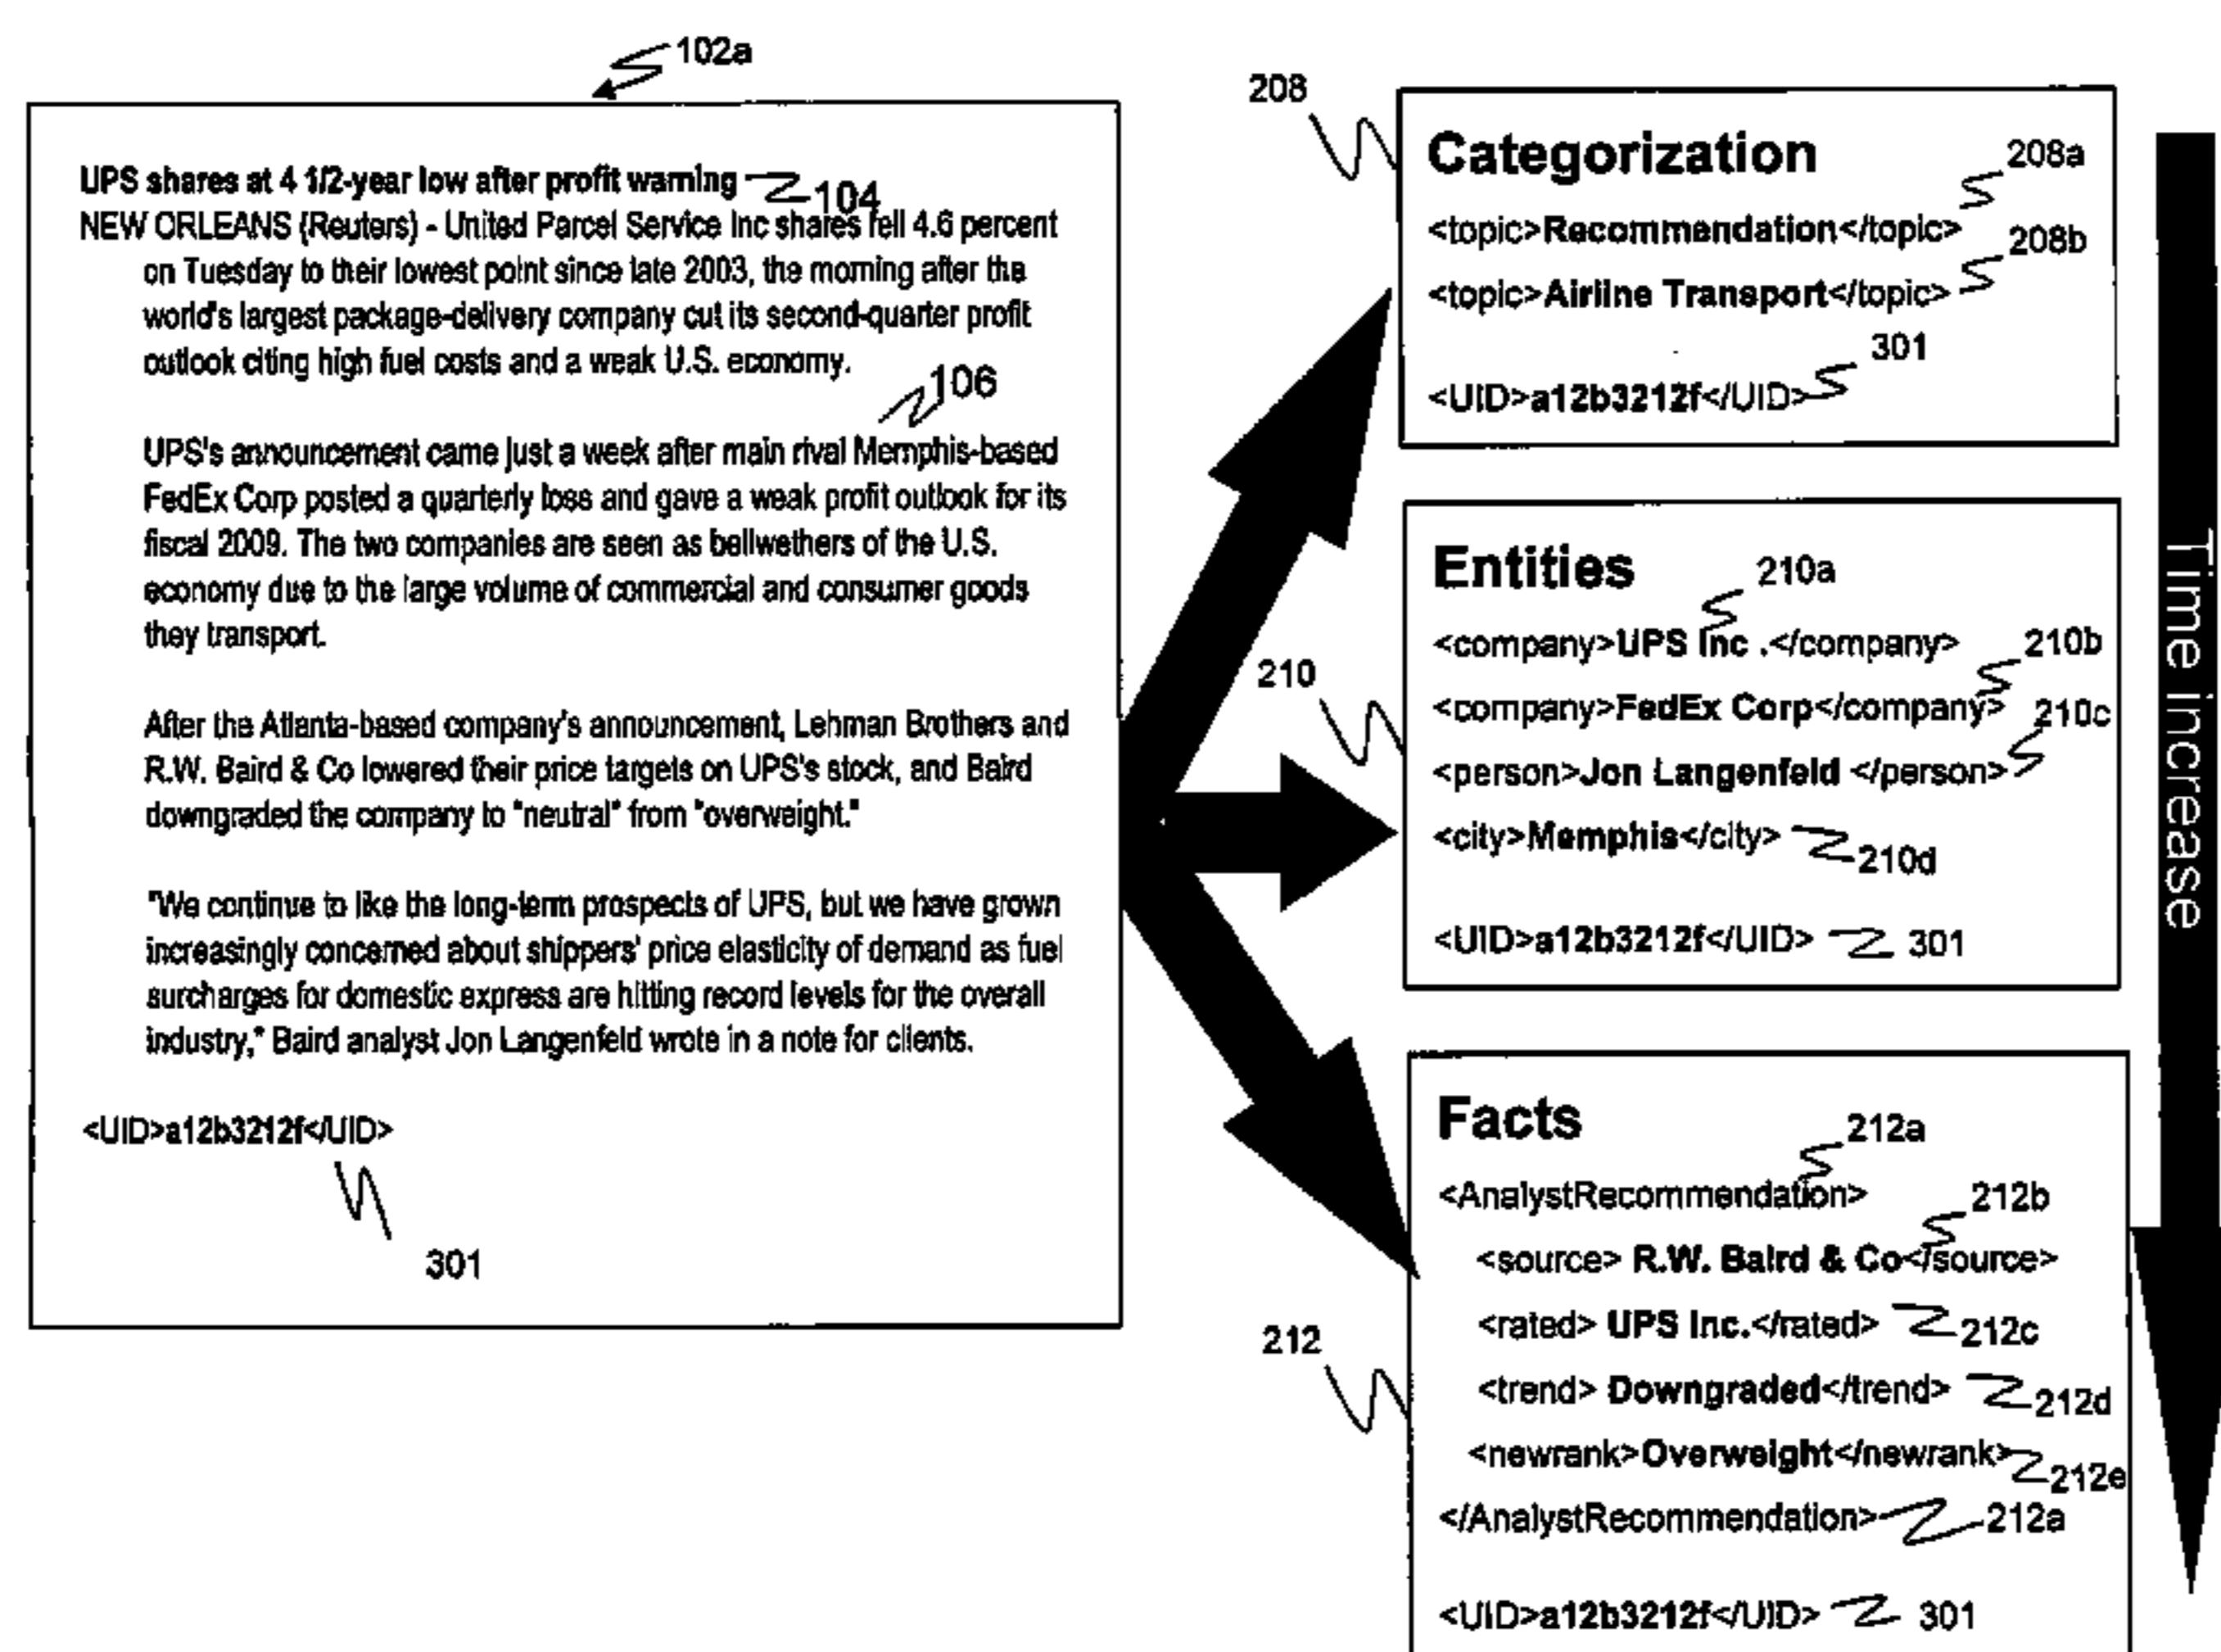 102a
UPS shares at 4 1/2-year low after profit warning
104
NEW ORLEANS (Reuters) - United Parcel Service Inc shares fell 4.6 percent
on Tuesday to their lowest point since late 2003, the morning after the
world's largest package-delivery company cut its second-quarter profit
outlook citing high fuel costs and a weak U.S. economy.
106
UPS's announcement came just a week after main rival Memphis-based
FedEx Corp posted a quarterly loss and gave a weak profit outlook for its
fiscal 2009. The two companies are seen as bellwethers of the U.S.
economy due to the large volume of commercial and consumer goods
they transport.
After the Atlanta-based company's announcement, Lehman Brothers and
R.W. Baird & Co lowered their price targets on UPS's stock, and Baird
downgraded the company to "neutral" from "overweight."
"We continue to like the long-term prospects of UPS, but we have grown
increasingly concerned about shippers' price elasticity of demand as fuel
surcharges for domestic express are hitting record levels for the overall
industry," Baird analyst Jon Langenfeld wrote in a note for clients.
<UID>a12b3212f</UID>
301
208
Categorization
208a
<topic>Recommendation</topic>
208b
<topic>Airline Transport</topic>
301
<UID>a12b3212f</UID>
210
Entities
210a
<company>UPS Inc .</company>
210b
<company>FedEx Corp</company>
210c
<person>Jon Langenfeld </person>
<city>Memphis</city>
210d
<UID>a12b3212f</UID>
301
212
Facts
212a
<AnalystRecommendation>
212b
<source> R.W. Baird & Co</source>
<rated> UPS Inc.</rated>
212c
<trend> Downgraded</trend>
212d
<newrank>Overweight</newrank>
212e
</AnalystRecommendation>
212a
<UID>a12b3212f</UID>
301
Time increase